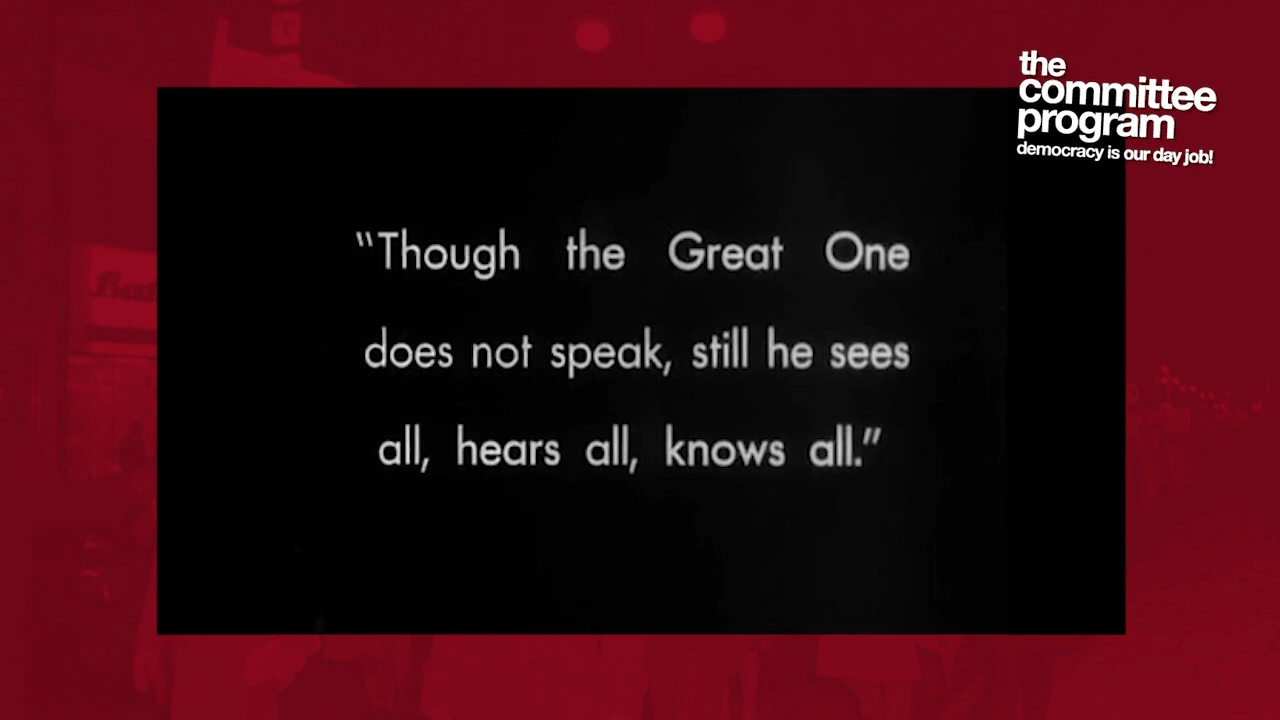 the
committee
program
democracy is our day job!
"Though the Great One
does not speak, still he sees
all, hears all, knows all."